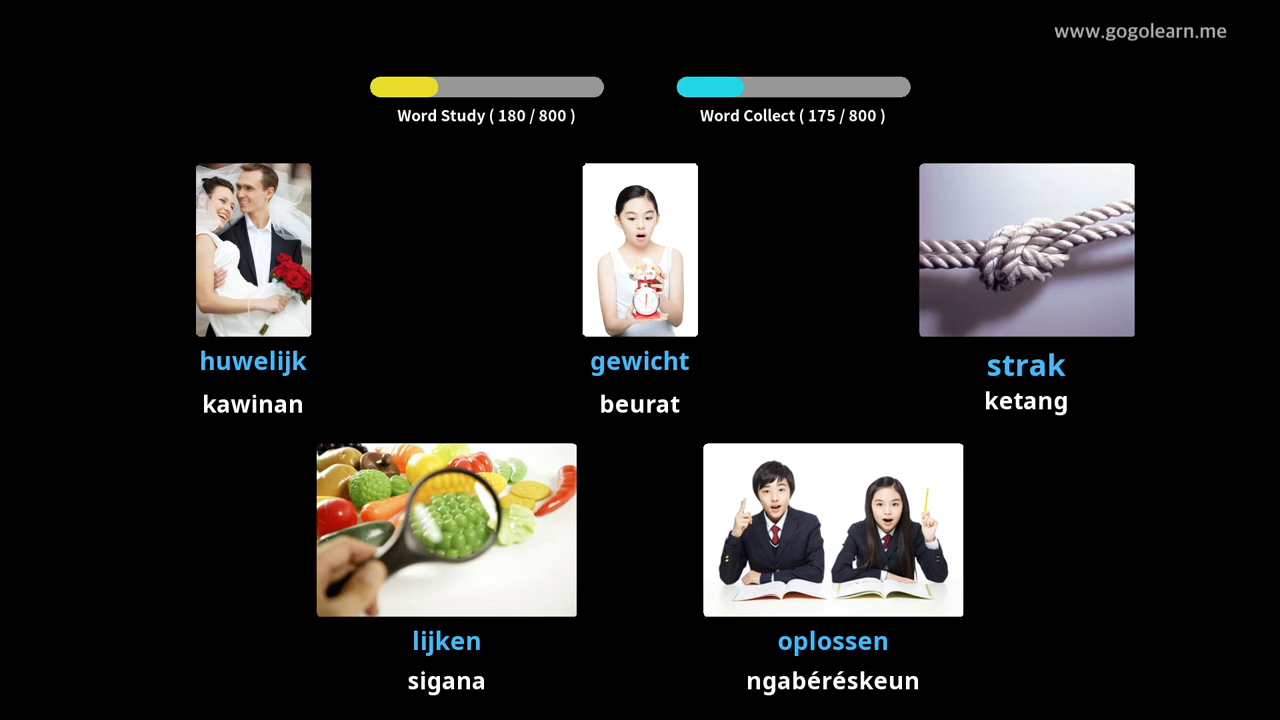 www.gogolearn.me
Word Study ( 180 / 800 )
Word Collect ( 175 / 800 )
huwelijk
kawinan
gewicht
beurat
strak
ketang
lijken
sigana
oplossen
ngabéréskeun